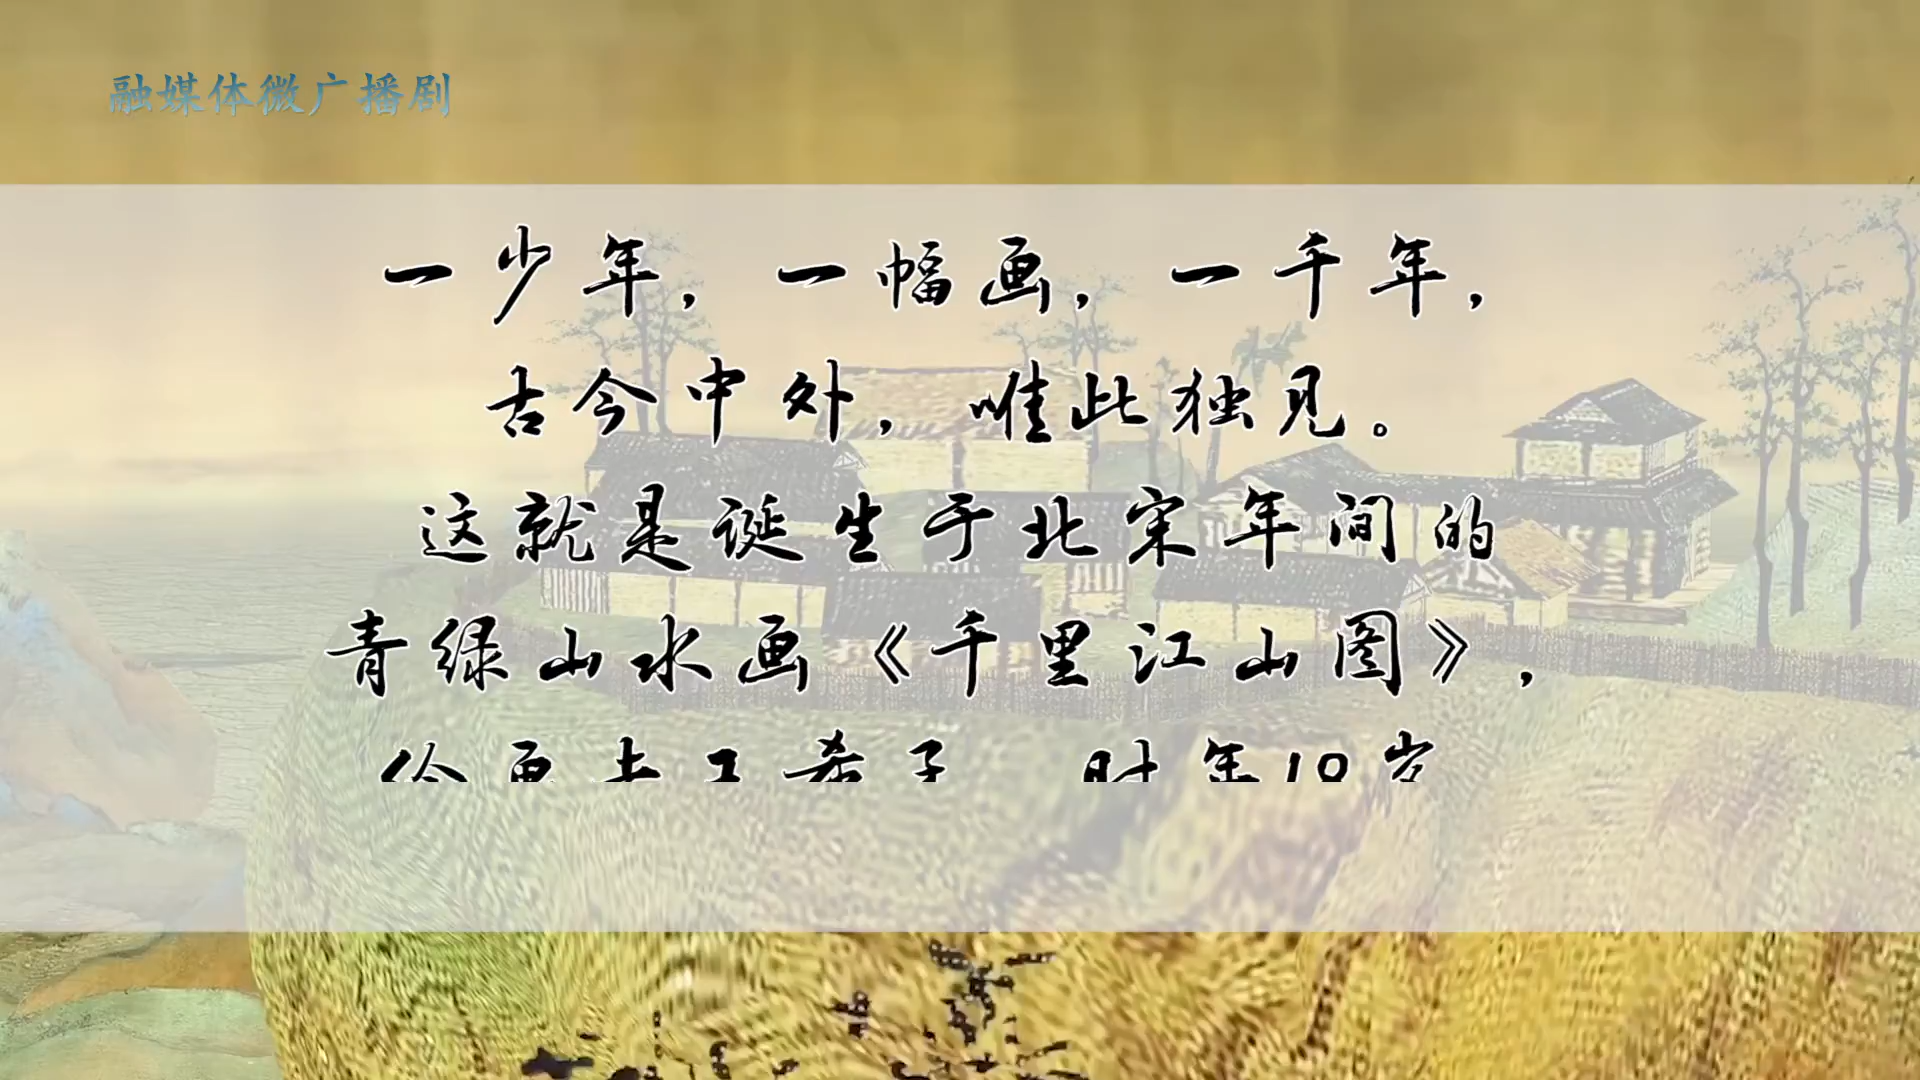 融媒体微广播剧
一少年，一幅画，一千年，
古今中外，唯此独见。
这就是诞生于北宋年间的
青绿山水画《千里江山图》，